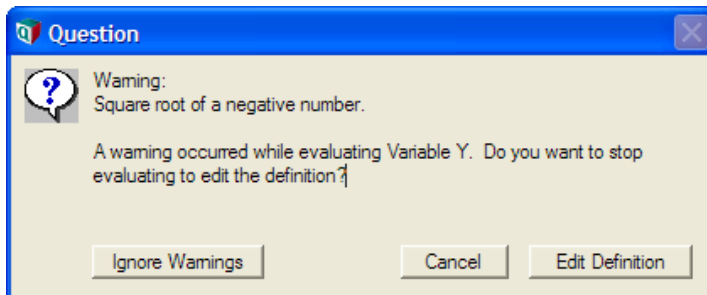 Question
Warning:
Square root of a negative number.
A warning occurred while evaluating Variable Y. Do you want to stop
evaluating to edit the definition?
Ignore Warnings
Cancel
Edit Definition